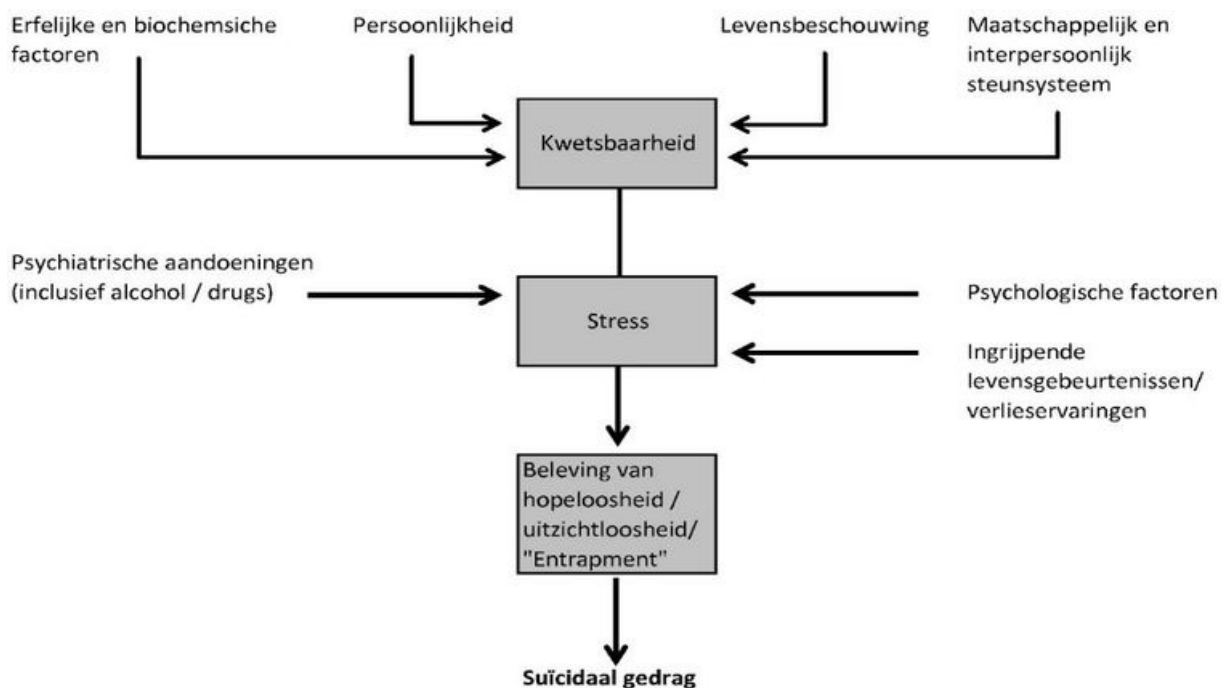 Erfelijke en biochemsiche
factoren
Persoonlijkheid
Levensbeschouwing
Maatschappelijk en
interpersoonlijk
steunsysteem
Kwetsbaarheid
Psychiatrische aandoeningen
(inclusief alcohol / drugs)
Stress
Psychologische factoren
Ingrijpende
levensgebeurtenissen/
verlieservaringen
Beleving van
hopeloosheid /
uitzichtloosheid/
"Entrapment"
Suïcidaal gedrag